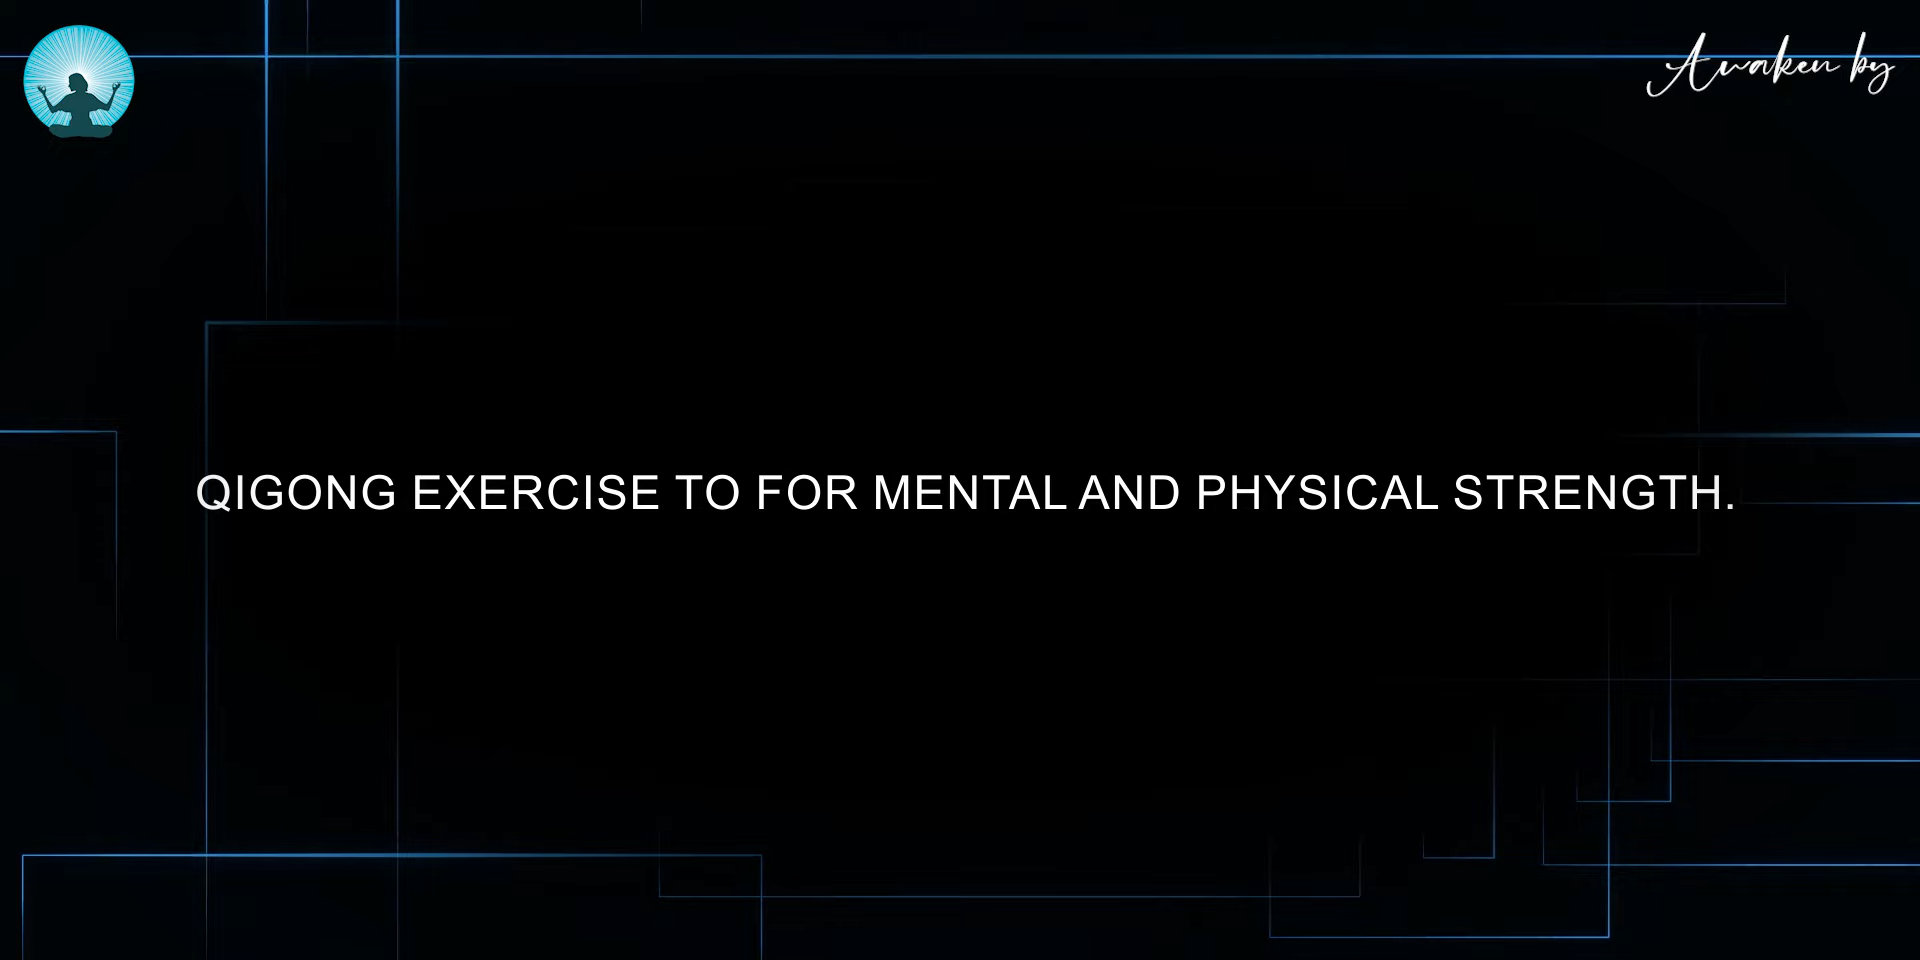 Awaken by
QIGONG EXERCISE TO FOR MENTAL AND PHYSICAL STRENGTH.